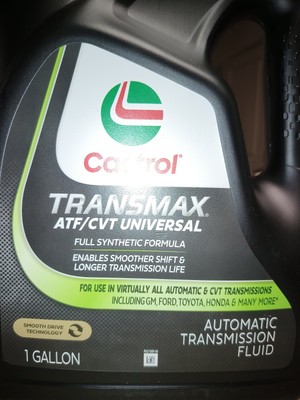 Castrol
TRANSMAX
ATF/CVT UNIVERSAL
FULL SYNTHETIC FORMULA
ENABLES SMOOTHER SHIFT &
LONGER TRANSMISSION LIFE
FOR USE IN VIRTUALLY ALL AUTOMATIC & CVT TRANSMISSIONS
INCLUDING GM, FORD, TOYOTA, HONDA & MANY MORE*
SMOOTH DRIVE
TECHNOLOGY
AUTOMATIC
TRANSMISSION
FLUID
1 GALLON